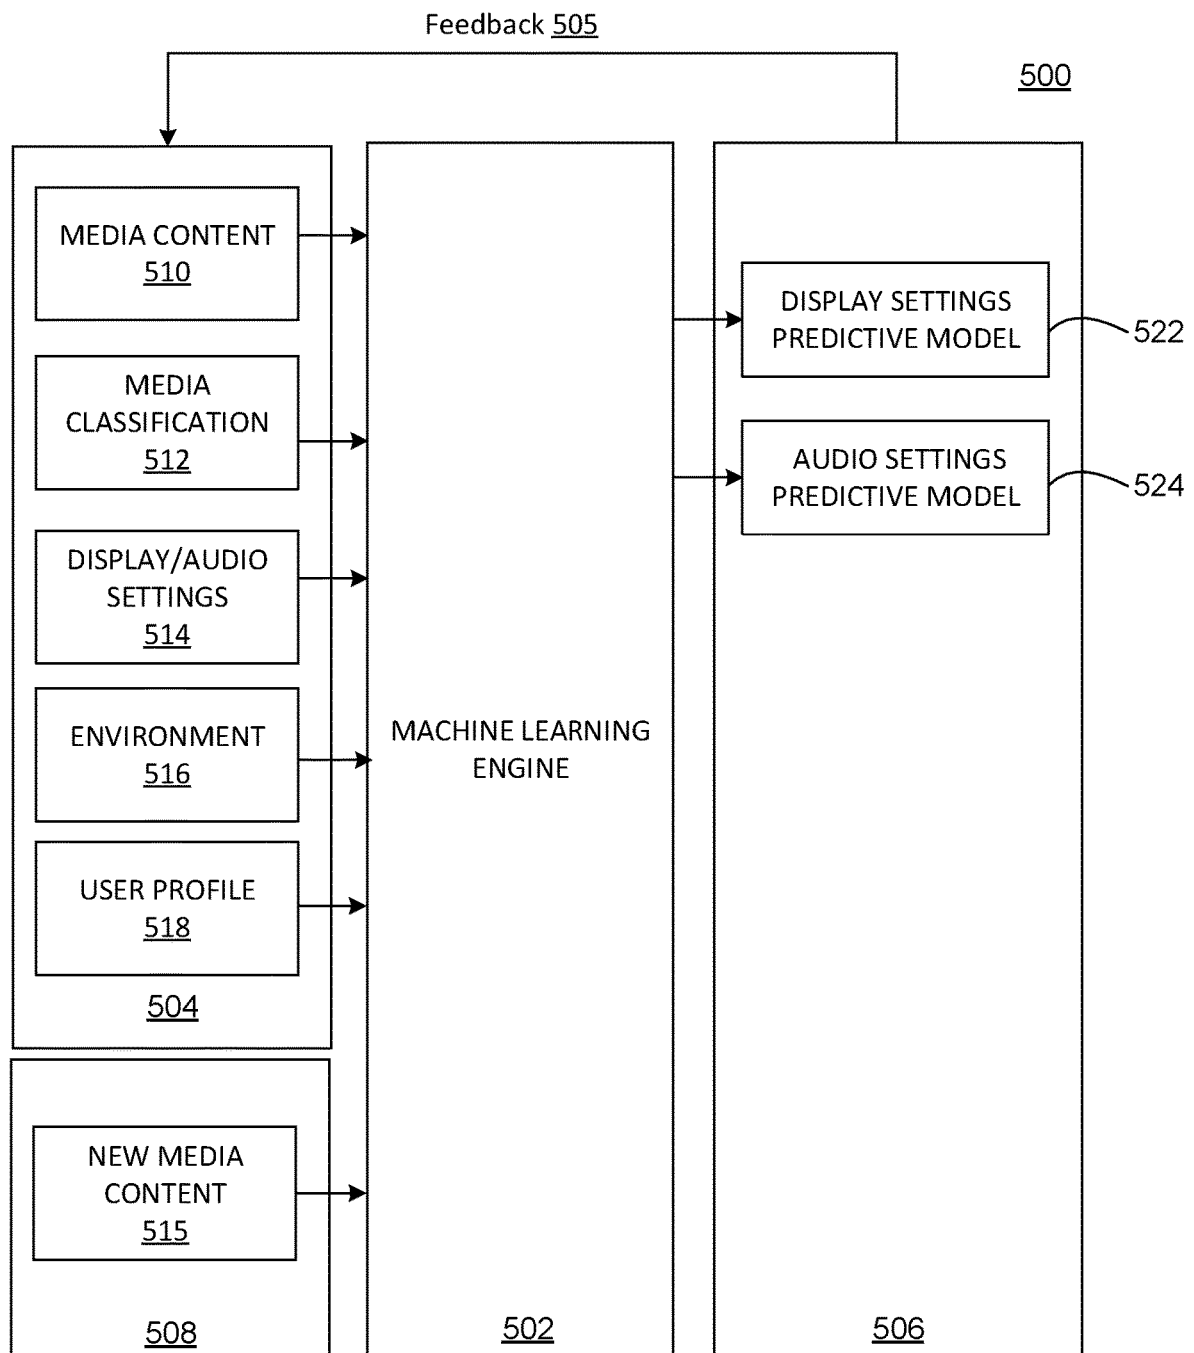 Feedback 505
500
MEDIA CONTENT
510
MEDIA
CLASSIFICATION
512
DISPLAY/AUDIO
SETTINGS
514
ENVIRONMENT
516
USER PROFILE
518
504
NEW MEDIA
CONTENT
515
508
MACHINE LEARNING
ENGINE
502
DISPLAY SETTINGS
PREDICTIVE MODEL
522
AUDIO SETTINGS
PREDICTIVE MODEL
524
506